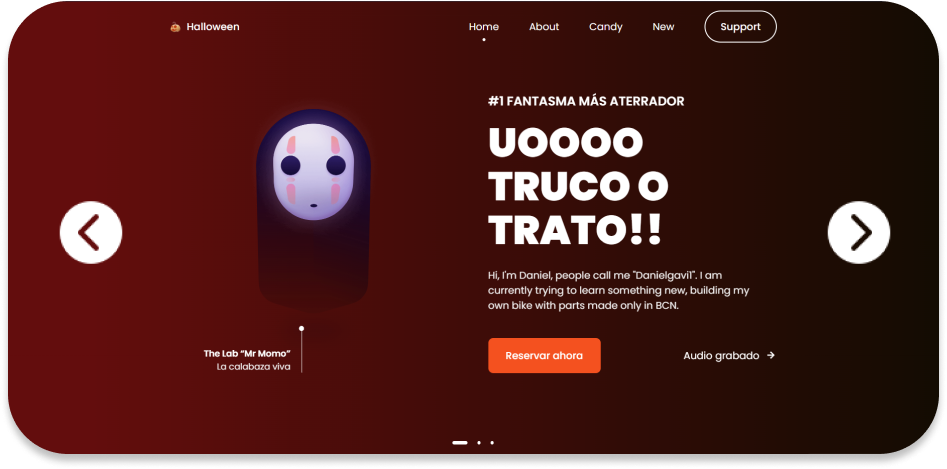 Halloween
Home
About
Candy
New
Support
#1 FANTASMA MÁS ATERRADOR
UOOOO
TRUCO O
TRATO!!
Hi, I'm Daniel, people call me "Danielgavi1". I am
currently trying to learn something new, building my
own bike with parts made only in BCN.
Reservar ahora
Audio grabado
The Lab “Mr Momo”
La calabaza viva